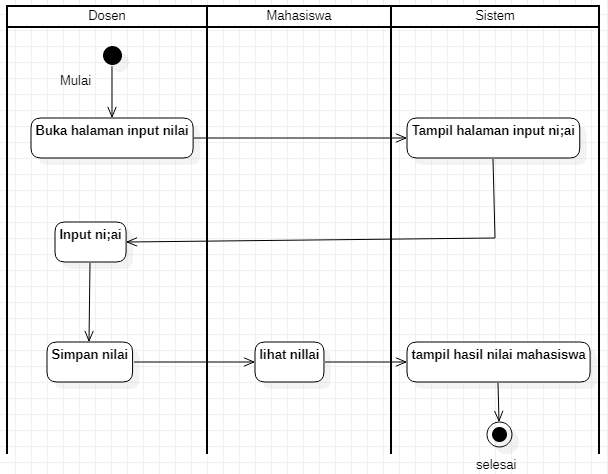 Dosen
Mahasiswa
Sistem
Mulai
Buka halaman input nilai
Tampil halaman input ni;ai
Input ni;ai
Simpan nilai
lihat nillai
tampil hasil nilai mahasiswa
selesai